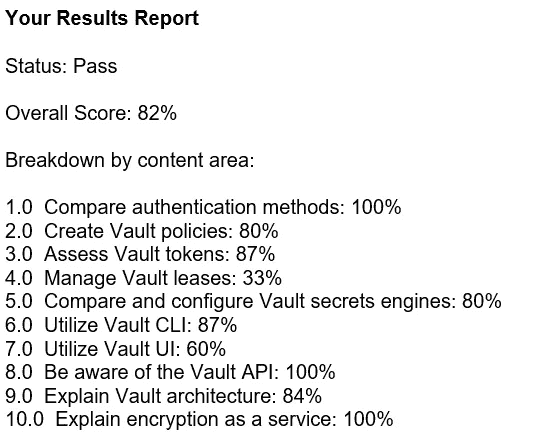 Your Results Report
Status: Pass
Overall Score: 82%
Breakdown by content area:
1.0  Compare authentication methods: 100%
2.0  Create Vault policies: 80%
3.0  Assess Vault tokens: 87%
4.0  Manage Vault leases: 33%
5.0  Compare and configure Vault secrets engines: 80%
6.0  Utilize Vault CLI: 87%
7.0  Utilize Vault UI: 60%
8.0  Be aware of the Vault API: 100%
9.0  Explain Vault architecture: 84%
10.0  Explain encryption as a service: 100%